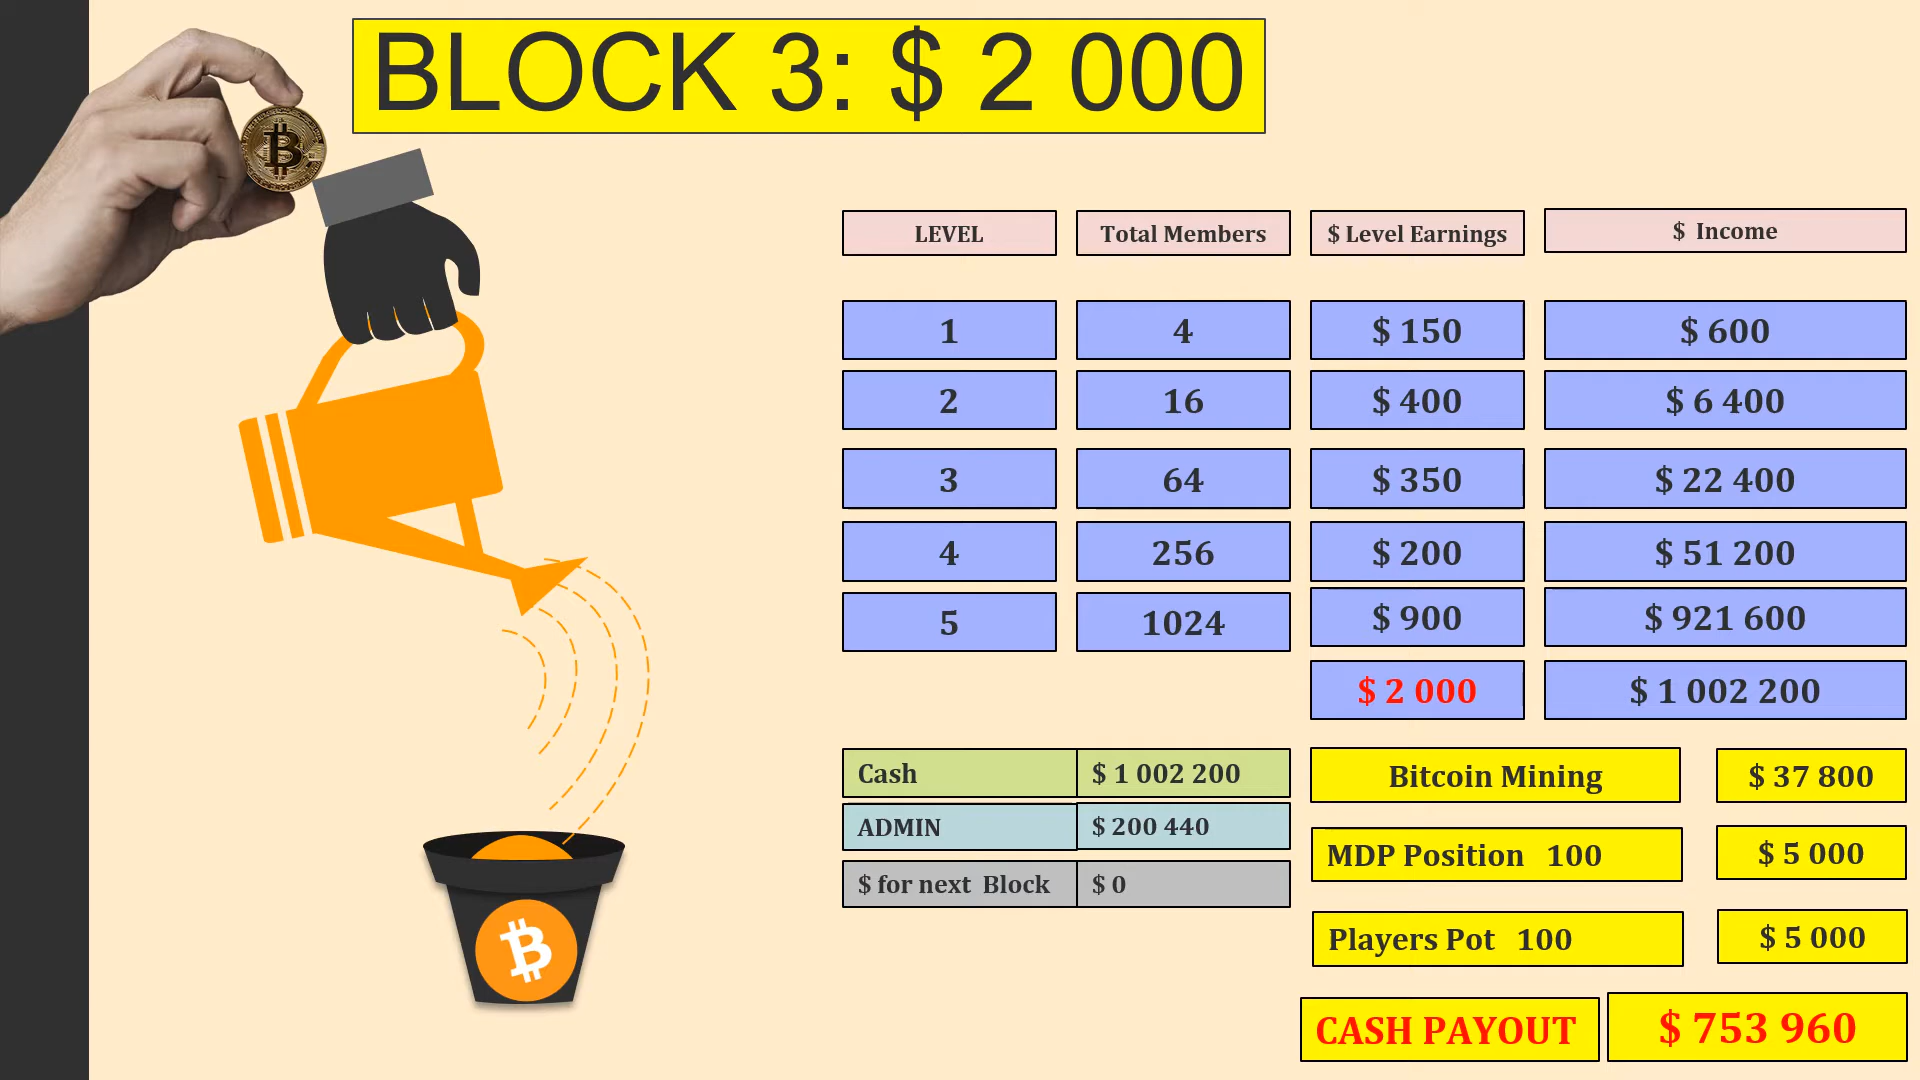 BLOCK 3: $ 2 000
LEVEL Total Members $ Level Earnings $ Income
1 4 $ 150 $ 600
2 16 $ 400 $ 6 400
3 64 $ 350 $ 22 400
4 256 $ 200 $ 51 200
5 1024 $ 900 $ 921 600
$ 2 000 $ 1 002 200
Cash $ 1 002 200 Bitcoin Mining $ 37 800
ADMIN $ 200 440 MDP Position 100 $ 5 000
$ for next Block $ 0
Players Pot 100 $ 5 000
CASH PAYOUT $ 753 960